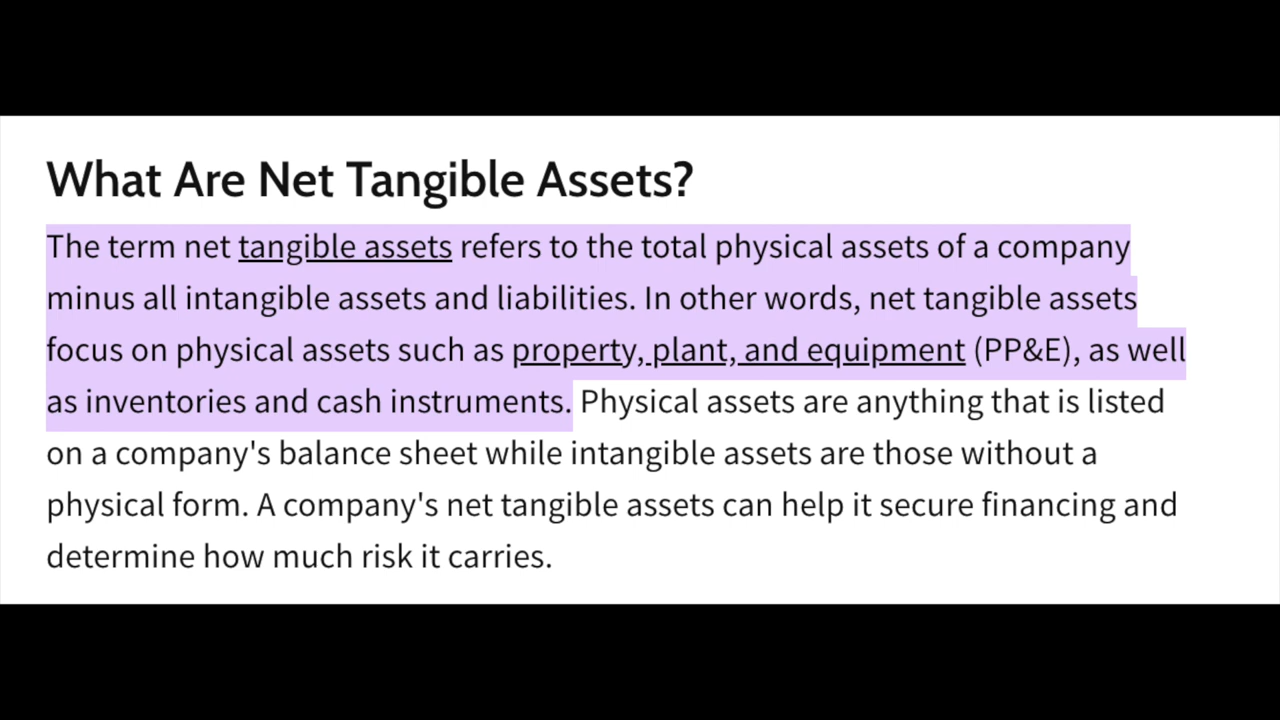 What Are Net Tangible Assets?
The term net tangible assets refers to the total physical assets of a company
minus all intangible assets and liabilities. In other words, net tangible assets
focus on physical assets such as property, plant, and equipment (PP&E), as well
as inventories and cash instruments. Physical assets are anything that is listed
on a company's balance sheet while intangible assets are those without a
physical form. A company's net tangible assets can help it secure financing and
determine how much risk it carries.